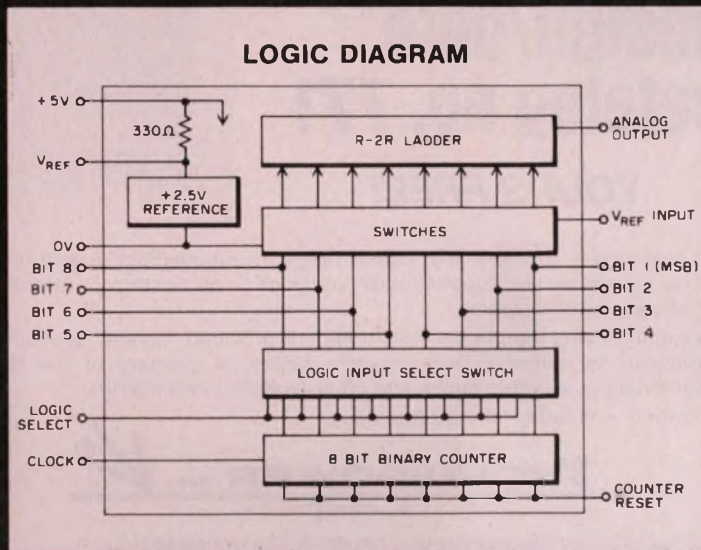 LOGIC DIAGRAM
+5V
330Ω
VREF
+2.5V
REFERENCE
0V
BIT 8
BIT 7
BIT 6
BIT 5
LOGIC
SELECT
CLOCK
R-2R LADDER
SWITCHES
LOGIC INPUT SELECT SWITCH
8 BIT BINARY COUNTER
ANALOG
OUTPUT
VREF INPUT
BIT 1 (MSB)
BIT 2
BIT 3
BIT 4
COUNTER
RESET